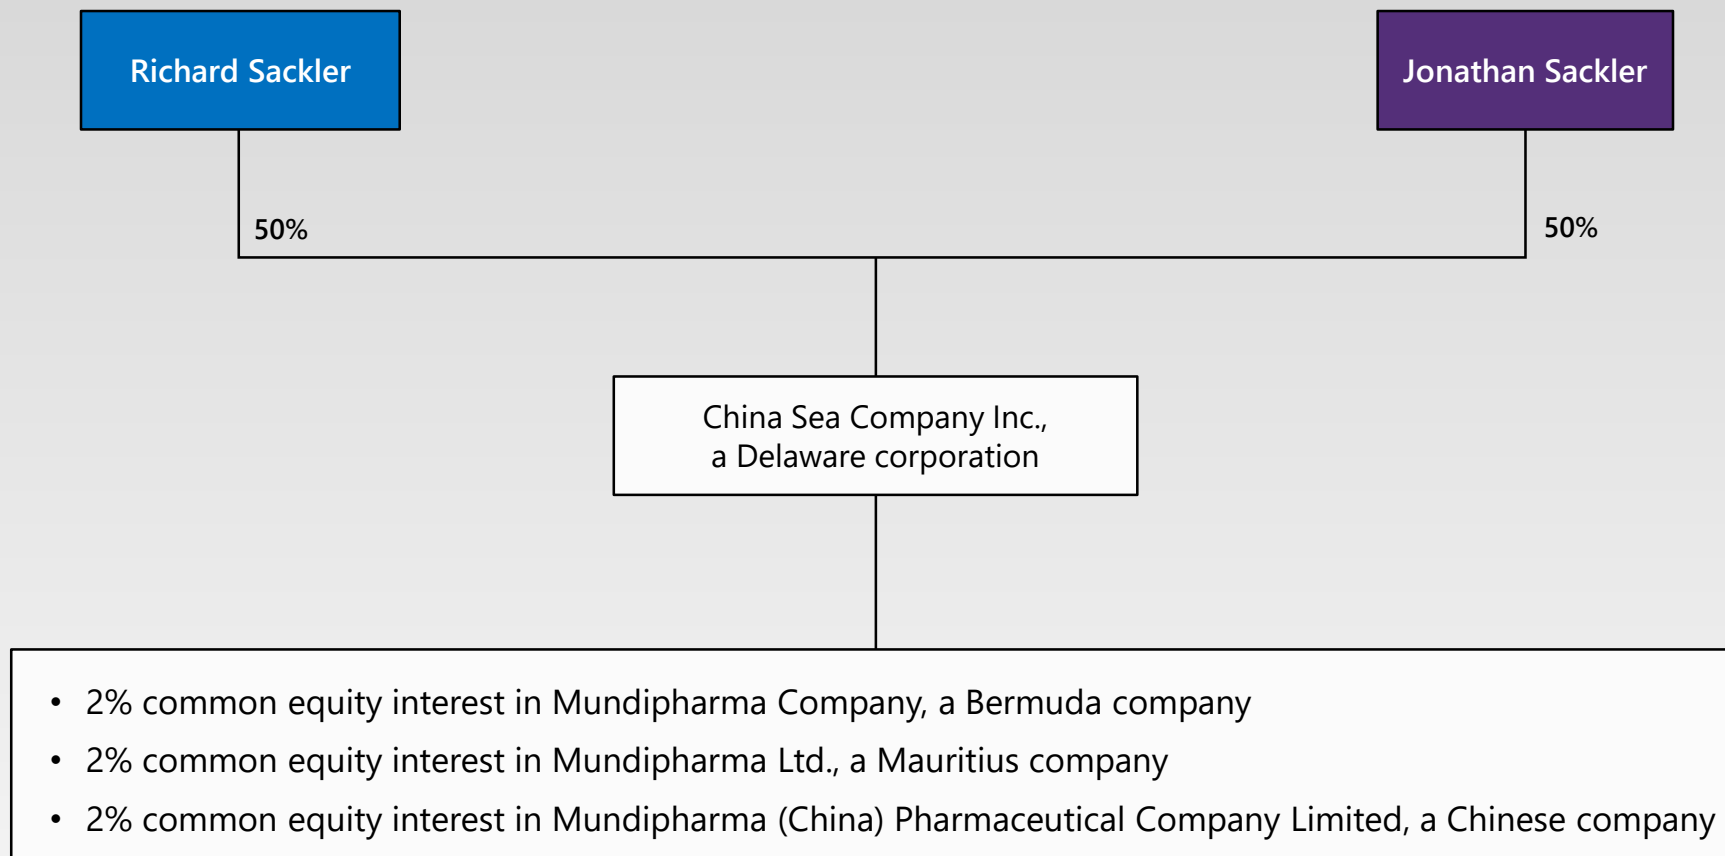 Richard Sackler
Jonathan Sackler
50%
50%
China Sea Company Inc.,
a Delaware corporation
• 2% common equity interest in Mundipharma Company, a Bermuda company
• 2% common equity interest in Mundipharma Ltd., a Mauritius company
• 2% common equity interest in Mundipharma (China) Pharmaceutical Company Limited, a Chinese company